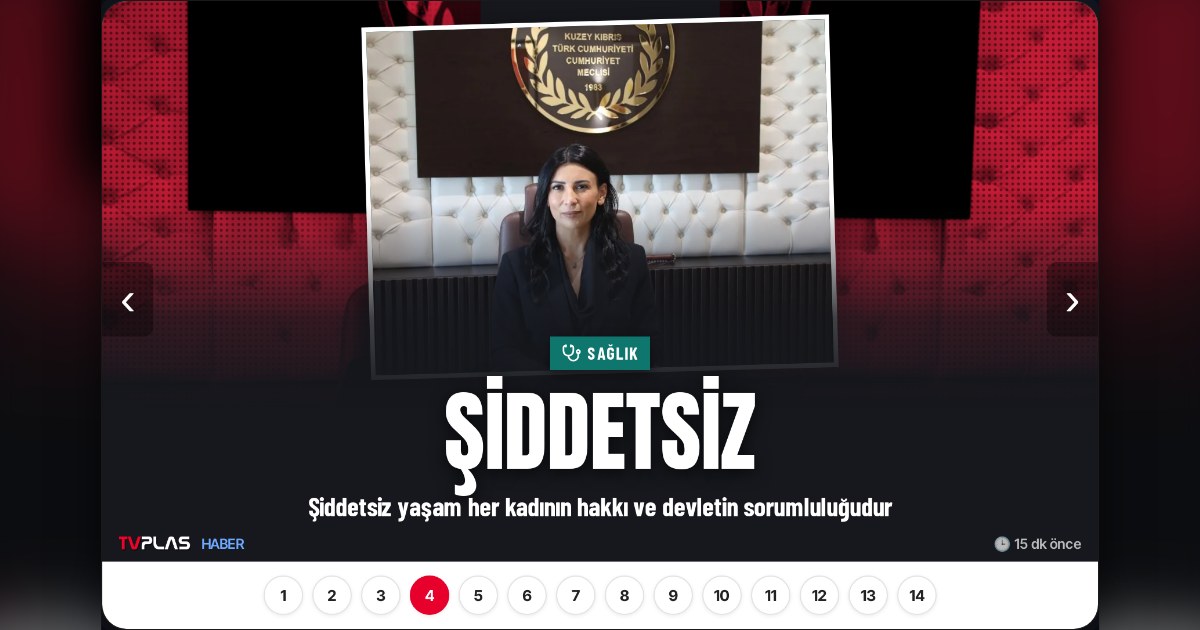 KUZEY KIBRIS
TÜRK CUMHURİYETİ
CUMHURİYET
MECLİSİ
1983
SAĞLIK
ŞİDDETSİZ
Şiddetsiz yaşam her kadının hakkı ve devletin sorumluluğudur
TVPLAS HABER
15 dk önce
1 2 3 4 5 6 7 8 9 10 11 12 13 14